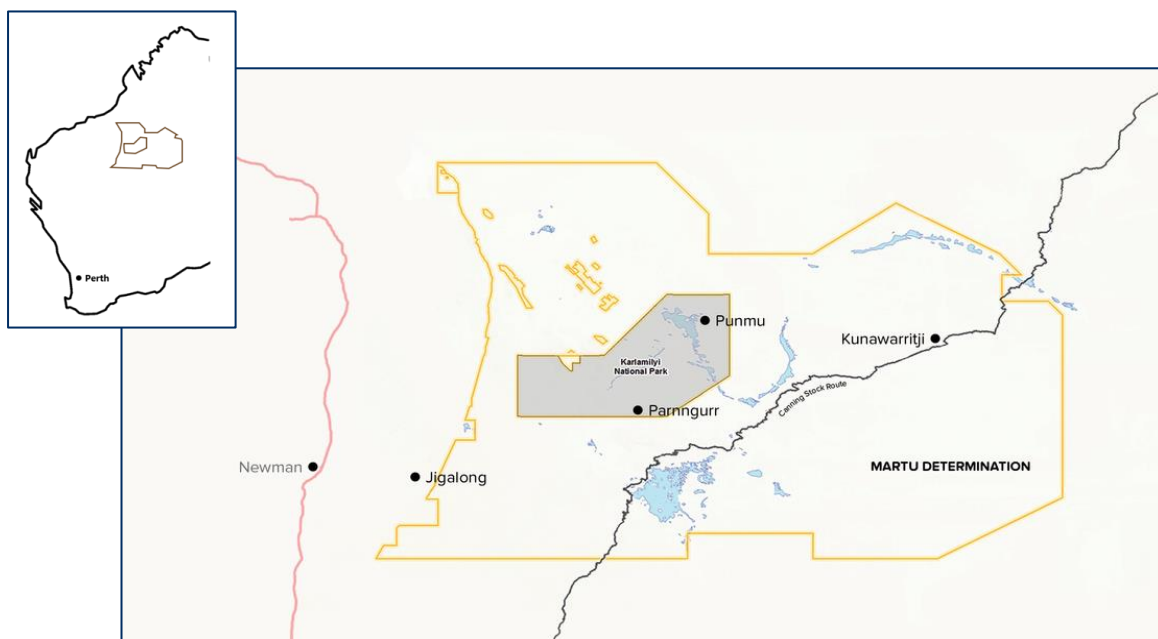 Perth
Punmu
Kunawarritji
Karlamilyi
National Park
Canning Stock Route
Parnngurr
Newman
Jigalong
MARTU DETERMINATION